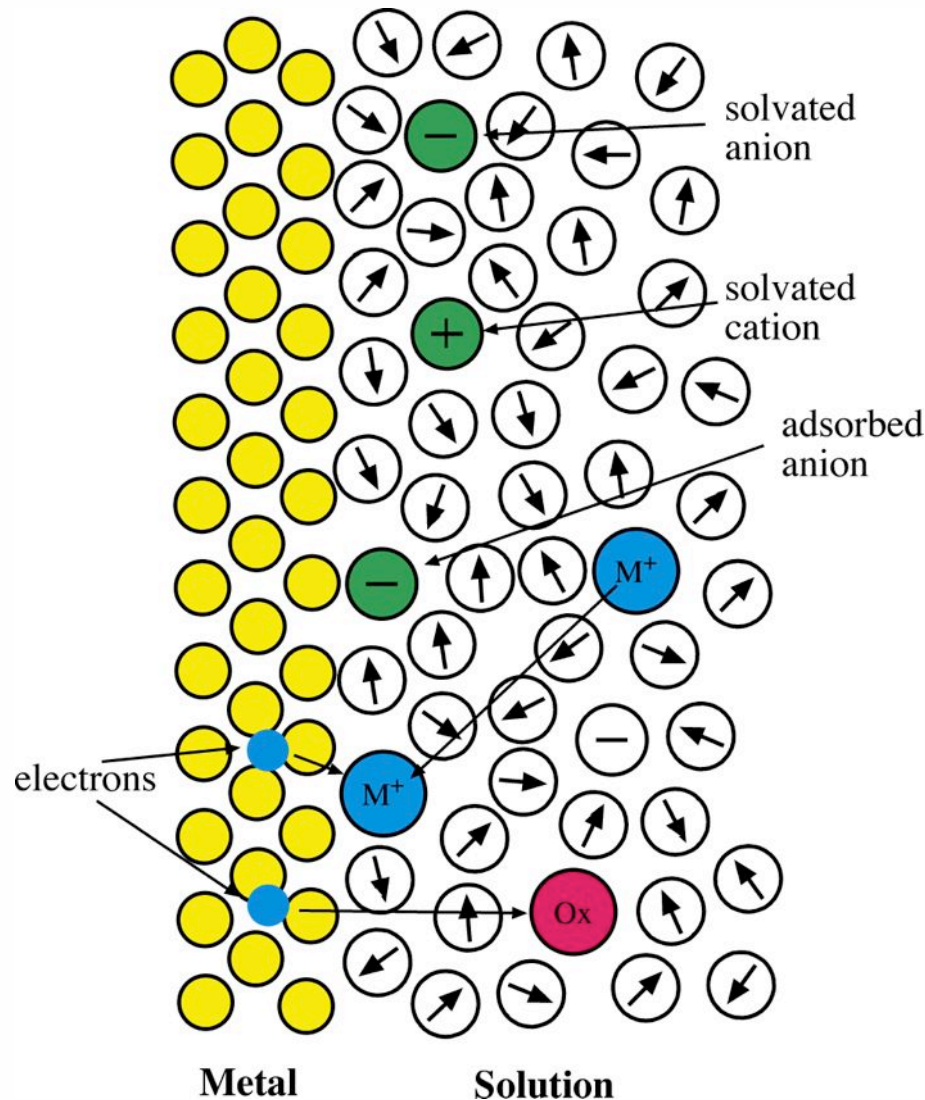 −
solvated
anion
+
solvated
cation
adsorbed
anion
−
M⁺
−
electrons
M⁺
Ox
Metal
Solution